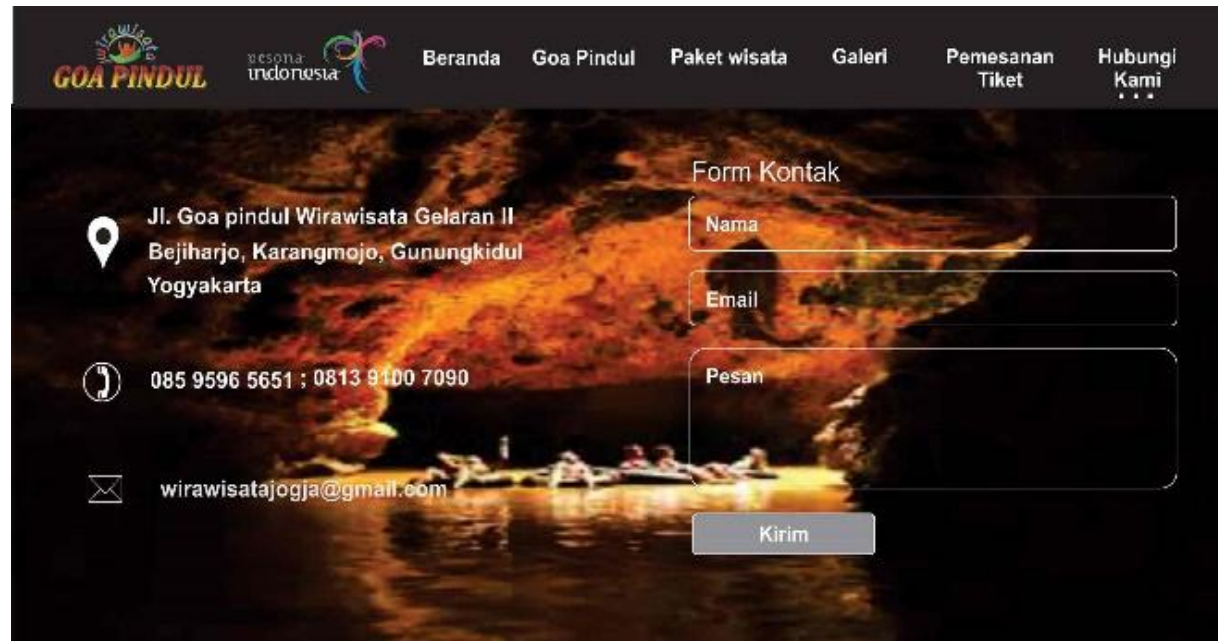 wirawisata
GOA PINDUL
pesona
indonesia
Beranda
Goa Pindul
Paket wisata
Galeri
Pemesanan
Tiket
Hubungi
Kami
Jl. Goa pindul Wirawisata Gelaran II
Bejiharjo, Karangmojo, Gunungkidul
Yogyakarta
085 9596 5651 ; 0813 9100 7090
wirawisatajogja@gmail.com
Form Kontak
Nama
Email
Pesan
Kirim